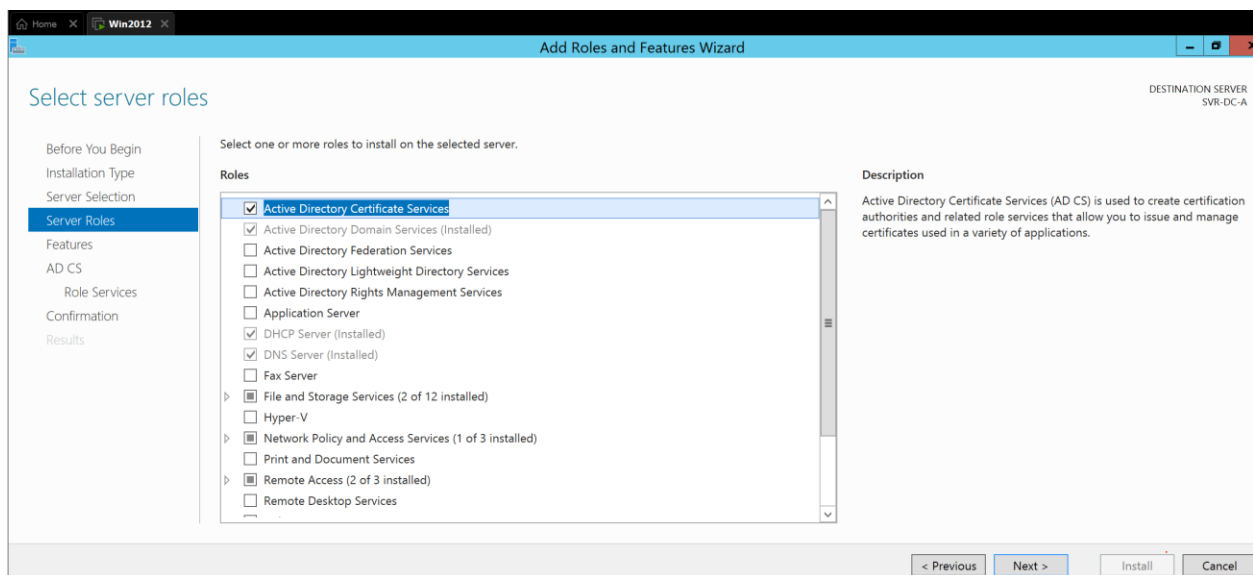 Home
Win2012
Add Roles and Features Wizard
Select server roles
DESTINATION SERVER
SVR-DC-A
Before You Begin
Installation Type
Server Selection
Server Roles
Features
AD CS
Role Services
Confirmation
Results
Select one or more roles to install on the selected server.
Roles
Active Directory Certificate Services
Active Directory Domain Services (Installed)
Active Directory Federation Services
Active Directory Lightweight Directory Services
Active Directory Rights Management Services
Application Server
DHCP Server (Installed)
DNS Server (Installed)
Fax Server
File and Storage Services (2 of 12 installed)
Hyper-V
Network Policy and Access Services (1 of 3 installed)
Print and Document Services
Remote Access (2 of 3 installed)
Remote Desktop Services
Description
Active Directory Certificate Services (AD CS) is used to create certification
authorities and related role services that allow you to issue and manage
certificates used in a variety of applications.
< Previous
Next >
Install
Cancel